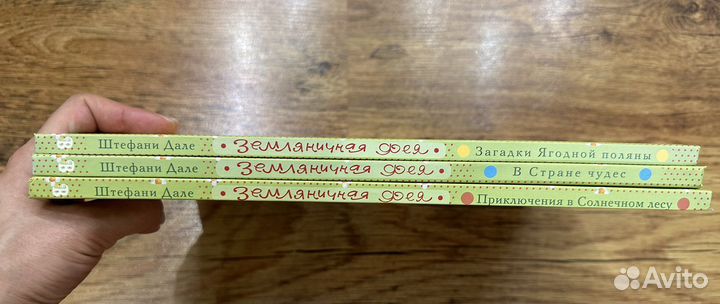 Штефани Дале Земляничная фея Загадки Ягодной поляны
Штефани Дале Земляничная фея В Стране чудес
Штефани Дале Земляничная фея Приключения в Солнечном лесу
Avito